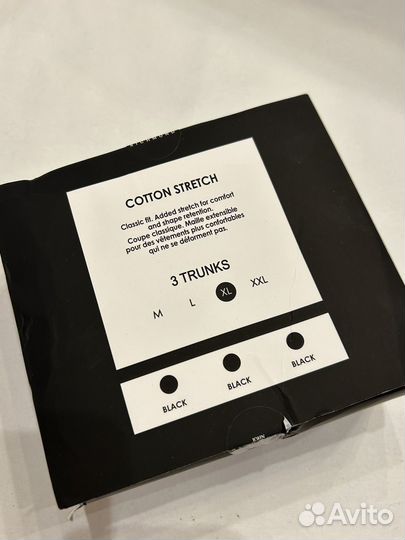 RICHMOND
COTTON STRETCH
Classic fit. Added stretch for comfort
and shape retention.
Coupe classique. Maille extensible
pour des vêtements plus confortables
qui ne se déforment pas.
3 TRUNKS
M L XL XXL
BLACK BLACK BLACK
Avito